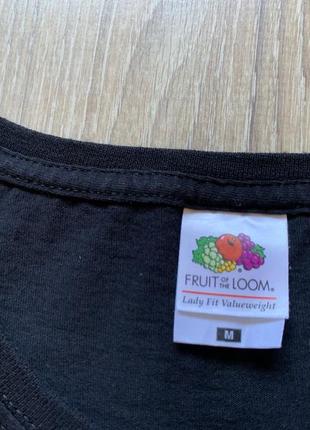 FRUIT OF THE LOOM.
Lady Fit Valueweight
M